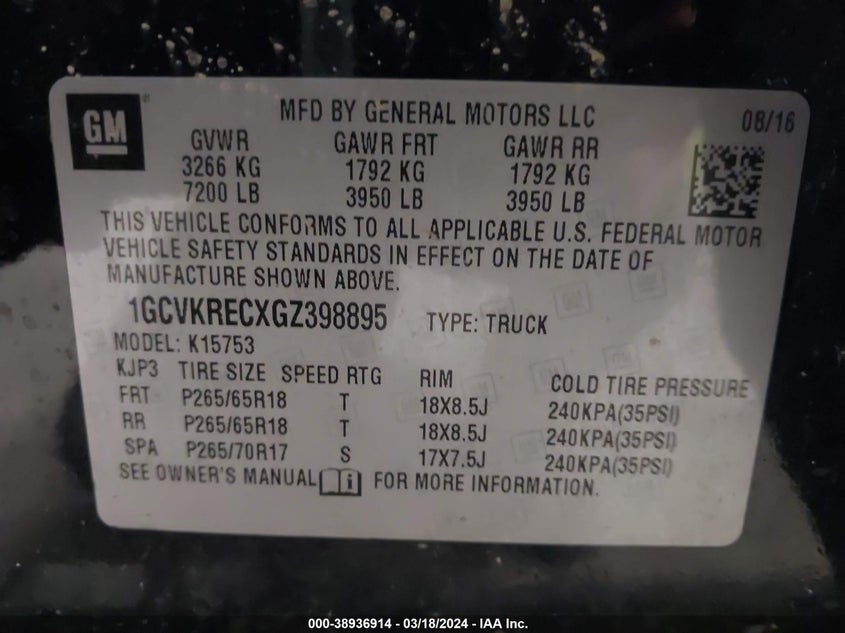 GM
MFD BY GENERAL MOTORS LLC
08/16
GVWR GAWR FRT GAWR RR
3266 KG 1792 KG 1792 KG
7200 LB 3950 LB 3950 LB
THIS VEHICLE CONFORMS TO ALL APPLICABLE U.S. FEDERAL MOTOR
VEHICLE SAFETY STANDARDS IN EFFECT ON THE DATE OF
MANUFACTURE SHOWN ABOVE.
1GCVKRECXGZ398895 TYPE: TRUCK
MODEL: K15753
KJP3 TIRE SIZE SPEED RTG RIM COLD TIRE PRESSURE
FRT P265/65R18 T 18X8.5J 240KPA(35PSI)
RR P265/65R18 T 18X8.5J 240KPA(35PSI)
SPA P265/70R17 S 17X7.5J 240KPA(35PSI)
SEE OWNER'S MANUAL i FOR MORE INFORMATION.
000-38936914 - 03/18/2024 - IAA Inc.